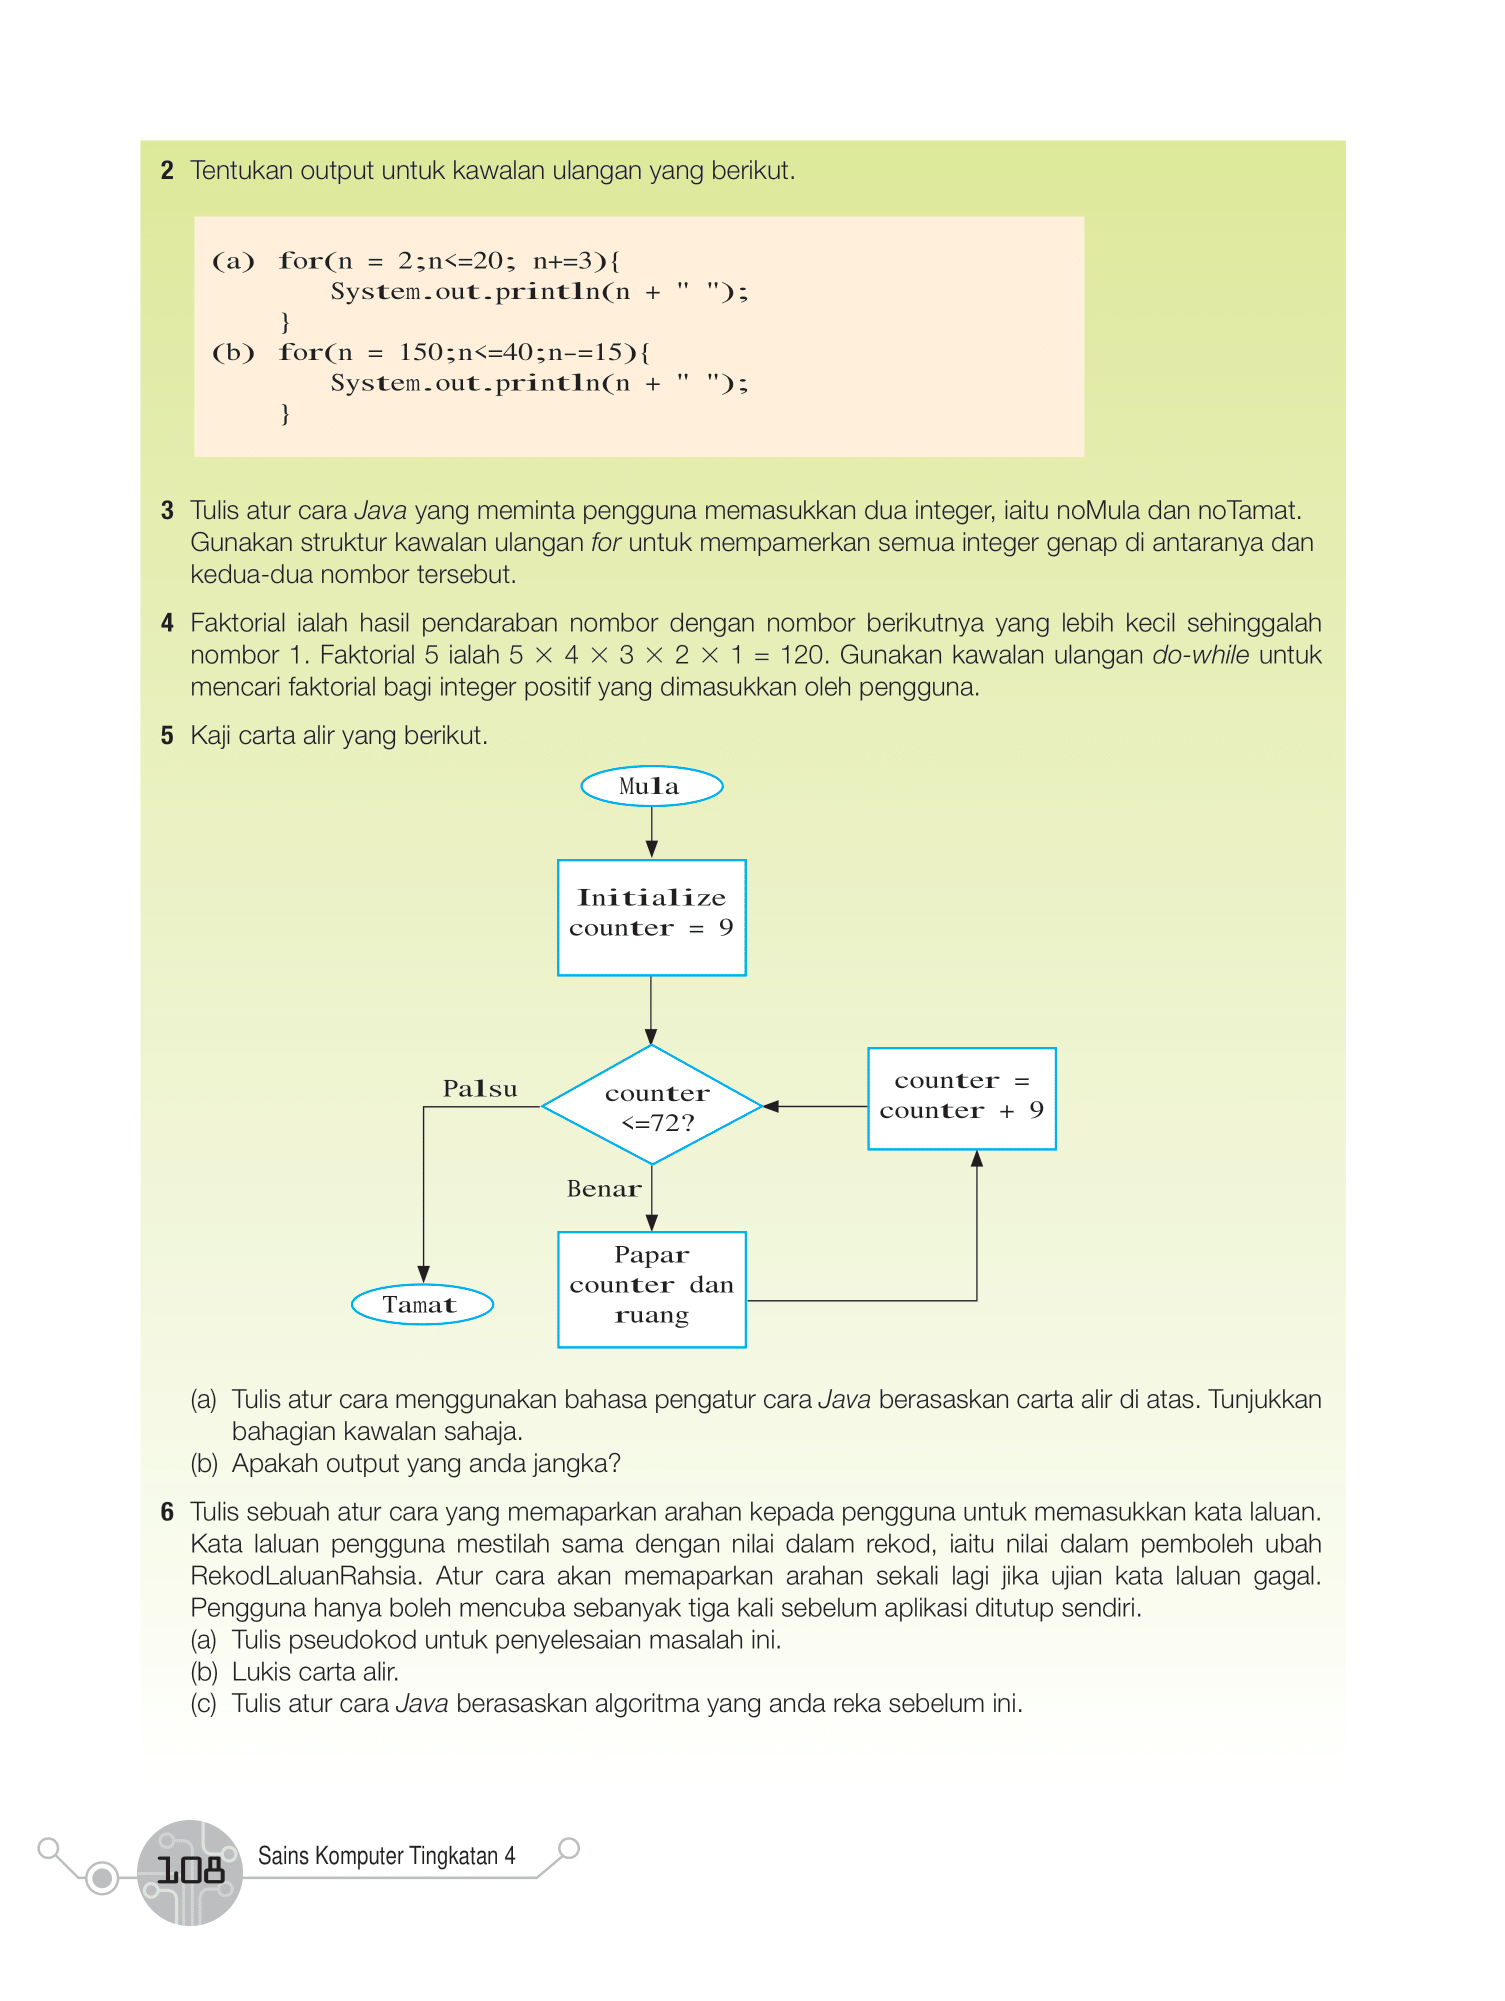 2 Tentukan output untuk kawalan ulangan yang berikut.
(a) for(n = 2;n<=20; n+=3){
System.out.println(n + " ");
}
(b) for(n = 150;n<=40;n-=15){
System.out.println(n + " ");
}
3 Tulis atur cara Java yang meminta pengguna memasukkan dua integer, iaitu noMula dan noTamat.
Gunakan struktur kawalan ulangan for untuk mempamerkan semua integer genap di antaranya dan
kedua-dua nombor tersebut.
4 Faktorial ialah hasil pendaraban nombor dengan nombor berikutnya yang lebih kecil sehinggalah
nombor 1. Faktorial 5 ialah 5 × 4 × 3 × 2 × 1 = 120. Gunakan kawalan ulangan do-while untuk
mencari faktorial bagi integer positif yang dimasukkan oleh pengguna.
5 Kaji carta alir yang berikut.
Mula
Initialize
counter = 9
Palsu
counter
<=72?
counter =
counter + 9
Benar
Papar
counter dan
ruang
Tamat
(a) Tulis atur cara menggunakan bahasa pengatur cara Java berasaskan carta alir di atas. Tunjukkan
bahagian kawalan sahaja.
(b) Apakah output yang anda jangka?
6 Tulis sebuah atur cara yang memaparkan arahan kepada pengguna untuk memasukkan kata laluan.
Kata laluan pengguna mestilah sama dengan nilai dalam rekod, iaitu nilai dalam pemboleh ubah
RekodLaluanRahsia. Atur cara akan memaparkan arahan sekali lagi jika ujian kata laluan gagal.
Pengguna hanya boleh mencuba sebanyak tiga kali sebelum aplikasi ditutup sendiri.
(a) Tulis pseudokod untuk penyelesaian masalah ini.
(b) Lukis carta alir.
(c) Tulis atur cara Java berasaskan algoritma yang anda reka sebelum ini.
108 Sains Komputer Tingkatan 4